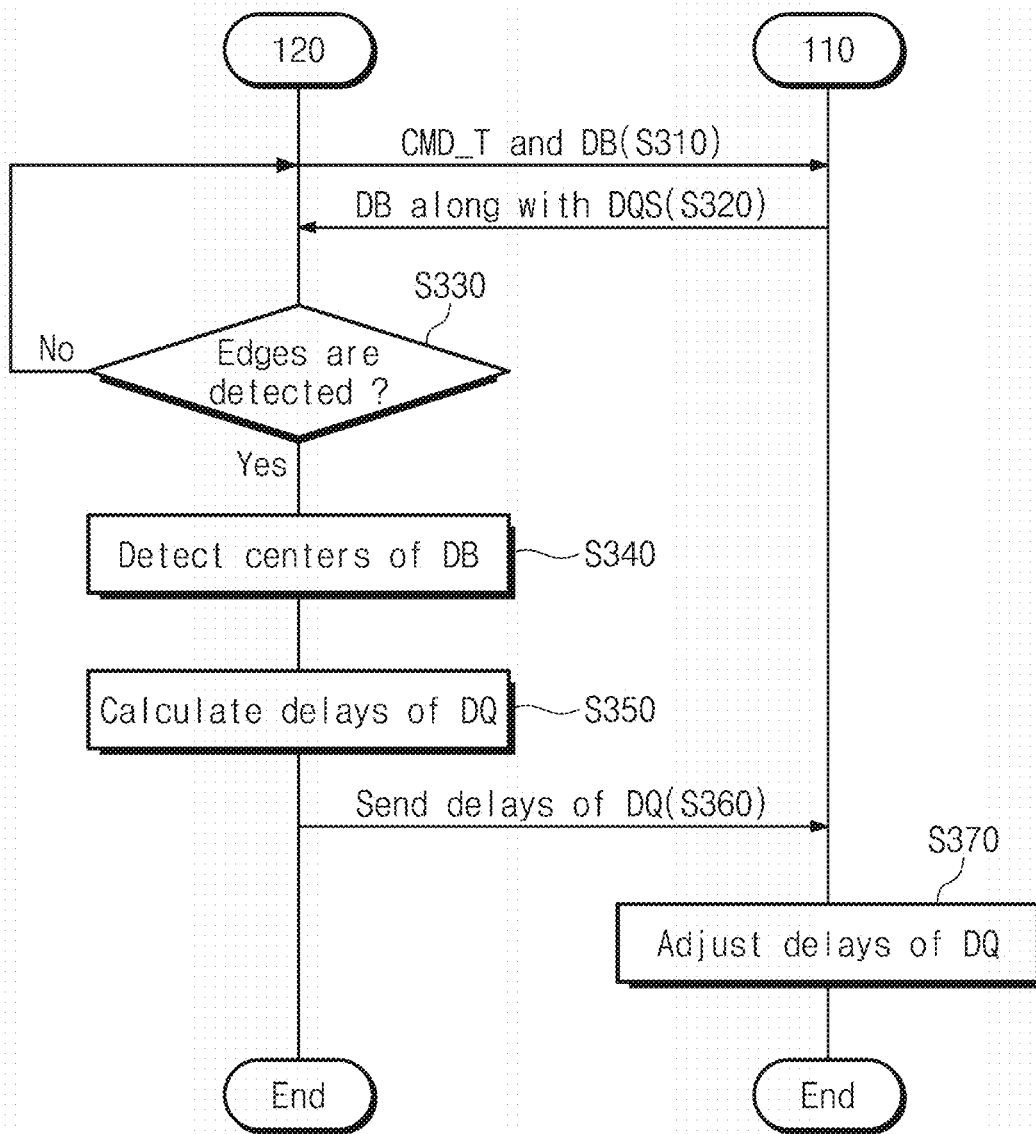 120
110
CMD_T and DB(S310)
DB along with DQS(S320)
S330
No
Edges are
detected ?
Yes
Detect centers of DB
S340
Calculate delays of DQ
S350
Send delays of DQ(S360)
S370
Adjust delays of DQ
End
End